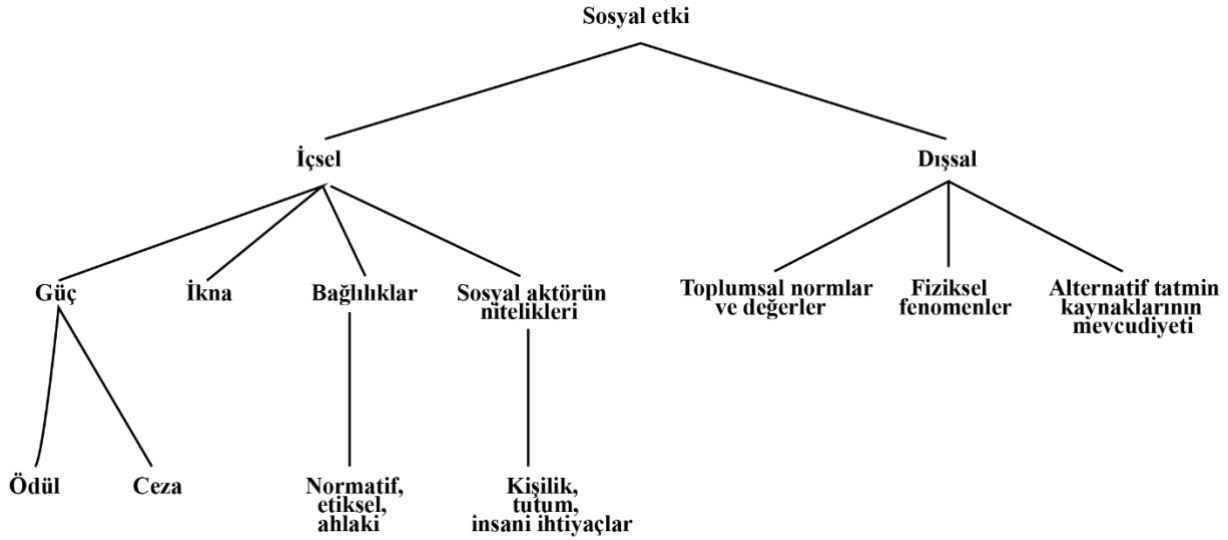 Sosyal etki
İçsel
Dışsal
Güç
İkna
Bağlılıklar
Sosyal aktörün
nitelikleri
Toplumsal normlar
ve değerler
Fiziksel
fenomenler
Alternatif tatmin
kaynaklarının
mevcudiyeti
Ödül
Ceza
Normatif,
etiksel,
ahlaki
Kişilik,
tutum,
insani ihtiyaçlar